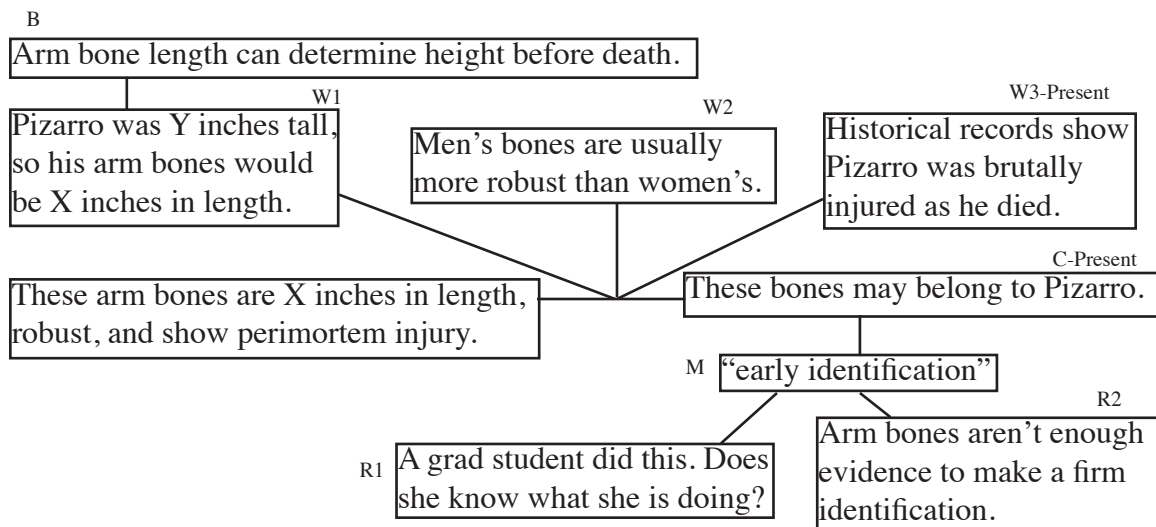 B
Arm bone length can determine height before death.
W1
Pizarro was Y inches tall,
so his arm bones would
be X inches in length.
W2
Men’s bones are usually
more robust than women’s.
W3-Present
Historical records show
Pizarro was brutally
injured as he died.
These arm bones are X inches in length,
robust, and show perimortem injury.
C-Present
These bones may belong to Pizarro.
M
“early identification”
R1
A grad student did this. Does
she know what she is doing?
R2
Arm bones aren’t enough
evidence to make a firm
identification.